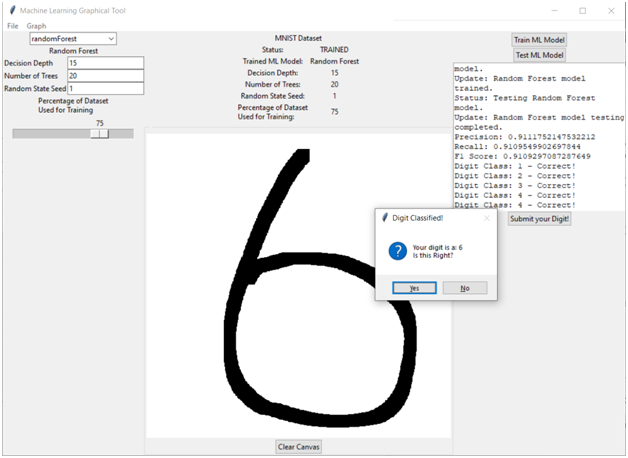 Machine Learning Graphical Tool
File Graph
randomForest
Random Forest
Decision Depth 15
Number of Trees 20
Random State Seed 1
Percentage of Dataset
Used for Training:
75
MNIST Dataset
Status: TRAINED
Trained ML Model: Random Forest
Decision Depth: 15
Number of Trees: 20
Random State Seed: 1
Percentage of Dataset
Used for Training: 75
Train ML Model
Test ML Model
model.
Update: Random Forest model
trained.
Status: Testing Random Forest
model.
Update: Random Forest model testing
completed.
Precision: 0.9111752147532212
Recall: 0.9109549902697844
F1 Score: 0.9109297087287649
Digit Class: 1 - Correct!
Digit Class: 2 - Correct!
Digit Class: 3 - Correct!
Digit Class: 4 - Correct!
Digit Class: 4 - Correct!
Submit your Digit!
6
Digit Classified!
Your digit is a: 6
Is this Right?
Yes No
Clear Canvas